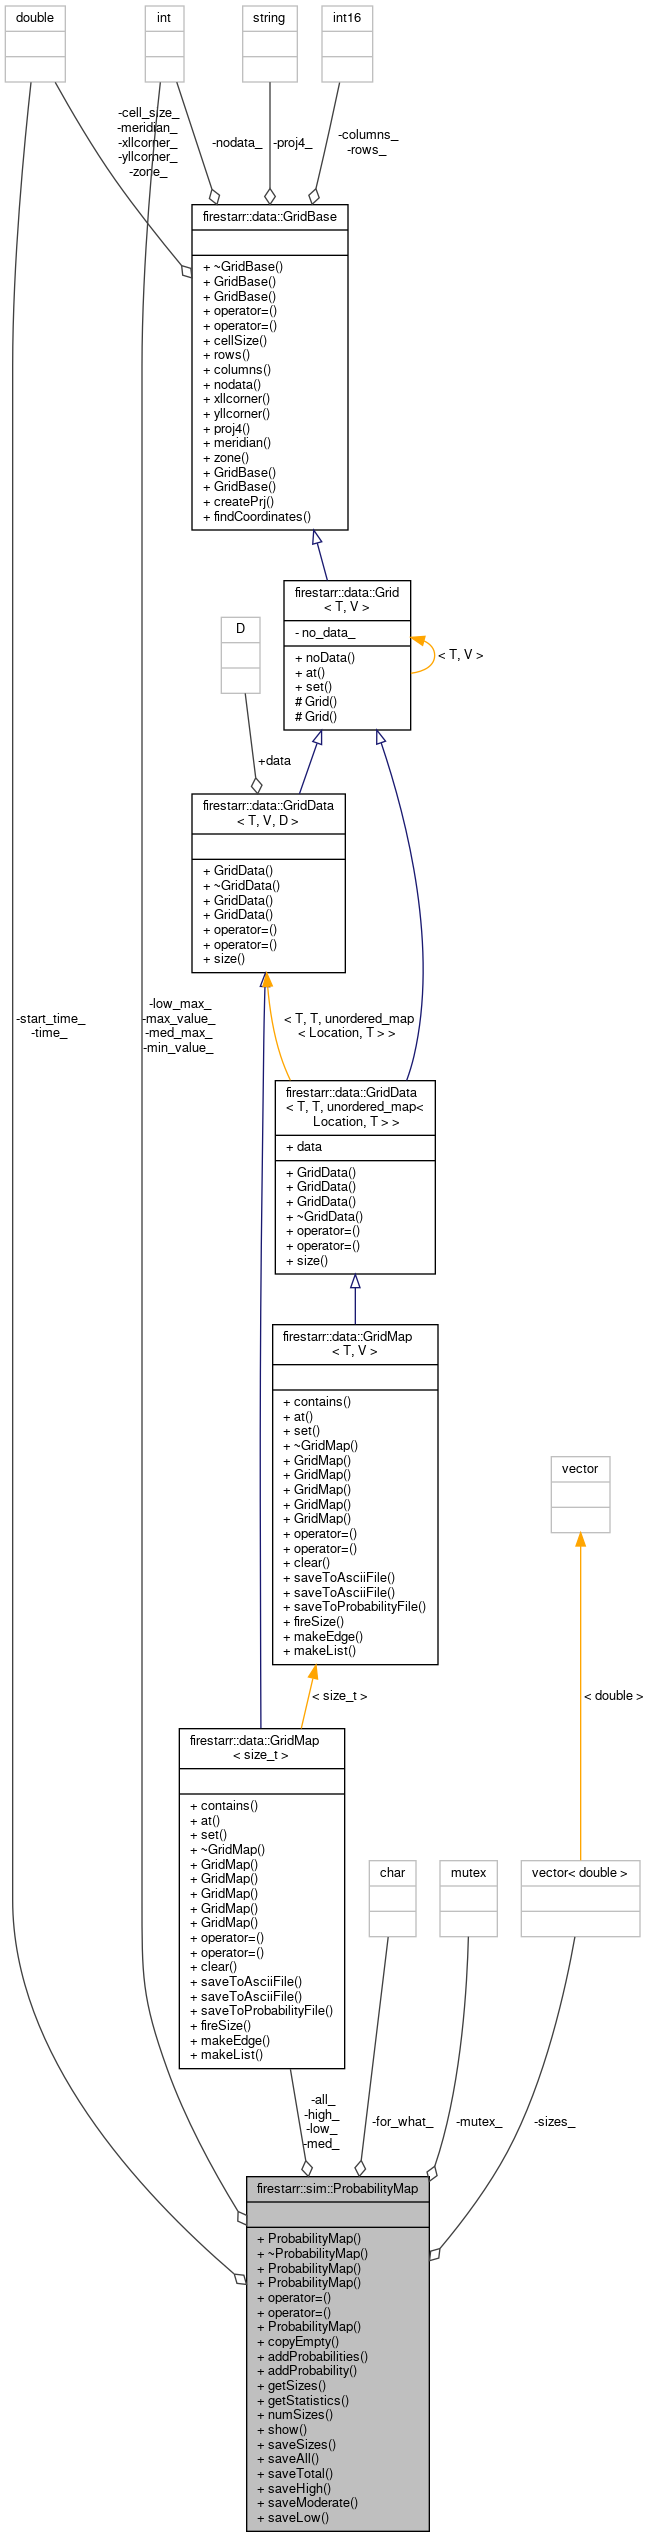 double
int
string
int16
-cell_size_
-meridian_
-xllcorner_
-yllcorner_
-zone_
-nodata_
-proj4_
-columns_
-rows_
firestarr::data::GridBase
+ ~GridBase()
+ GridBase()
+ GridBase()
+ operator=()
+ operator=()
+ cellSize()
+ rows()
+ columns()
+ nodata()
+ xllcorner()
+ yllcorner()
+ proj4()
+ meridian()
+ zone()
+ GridBase()
+ GridBase()
+ createPrj()
+ findCoordinates()
firestarr::data::Grid
< T, V >
- no_data_
+ noData()
+ at()
+ set()
# Grid()
# Grid()
< T, V >
D
+data
firestarr::data::GridData
< T, V, D >
+ GridData()
+ ~GridData()
+ GridData()
+ GridData()
+ operator=()
+ operator=()
+ size()
-start_time_
-time_
-low_max_
-max_value_
-med_max_
-min_value_
< T, T, unordered_map
< Location, T > >
firestarr::data::GridData
< T, T, unordered_map<
Location, T > >
+ data
+ GridData()
+ GridData()
+ GridData()
+ ~GridData()
+ operator=()
+ operator=()
+ size()
firestarr::data::GridMap
< T, V >
+ contains()
+ at()
+ set()
+ ~GridMap()
+ GridMap()
+ GridMap()
+ GridMap()
+ GridMap()
+ GridMap()
+ operator=()
+ operator=()
+ clear()
+ saveToAsciiFile()
+ saveToAsciiFile()
+ saveToProbabilityFile()
+ fireSize()
+ makeEdge()
+ makeList()
vector
< size_t >
< double >
firestarr::data::GridMap
< size_t >
+ contains()
+ at()
+ set()
+ ~GridMap()
+ GridMap()
+ GridMap()
+ GridMap()
+ GridMap()
+ GridMap()
+ operator=()
+ operator=()
+ clear()
+ saveToAsciiFile()
+ saveToAsciiFile()
+ saveToProbabilityFile()
+ fireSize()
+ makeEdge()
+ makeList()
char
mutex
vector< double >
-all_
-high_
-low_
-med_
-for_what_
-mutex_
-sizes_
firestarr::sim::ProbabilityMap
+ ProbabilityMap()
+ ~ProbabilityMap()
+ ProbabilityMap()
+ ProbabilityMap()
+ operator=()
+ operator=()
+ ProbabilityMap()
+ copyEmpty()
+ addProbabilities()
+ addProbability()
+ getSizes()
+ getStatistics()
+ numSizes()
+ show()
+ saveSizes()
+ saveAll()
+ saveTotal()
+ saveHigh()
+ saveModerate()
+ saveLow()